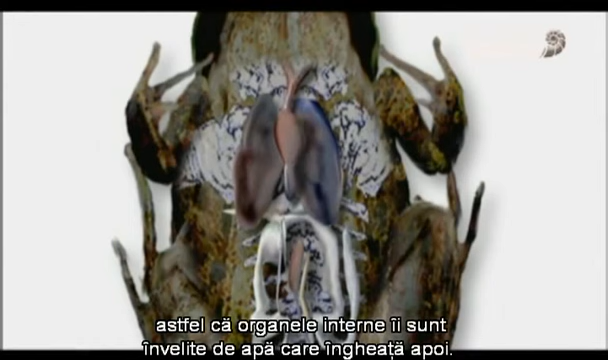 astfel că organele interne îi sunt
învelite de apă care îngheață apoi.